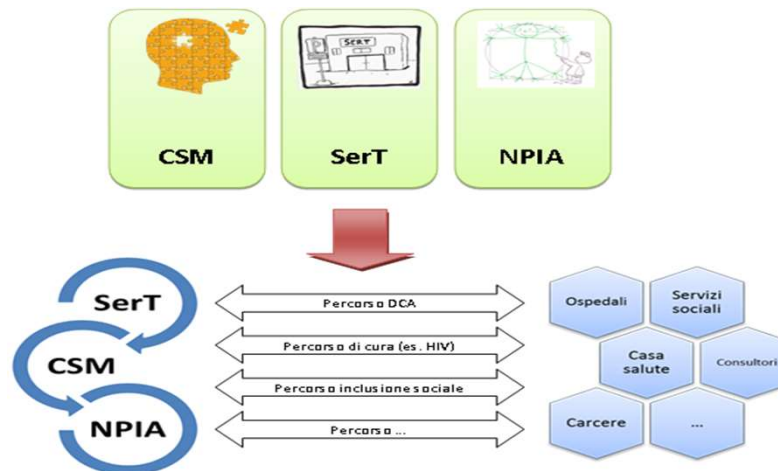 SERT
CSM
SerT
NPIA
SerT
CSM
NPIA
Percorso DCA
Percorso di cura (es. HIV)
Percorso inclusione sociale
Percorso ...
Ospedali
Servizi
sociali
Casa
salute
Consultori
Carcere
...